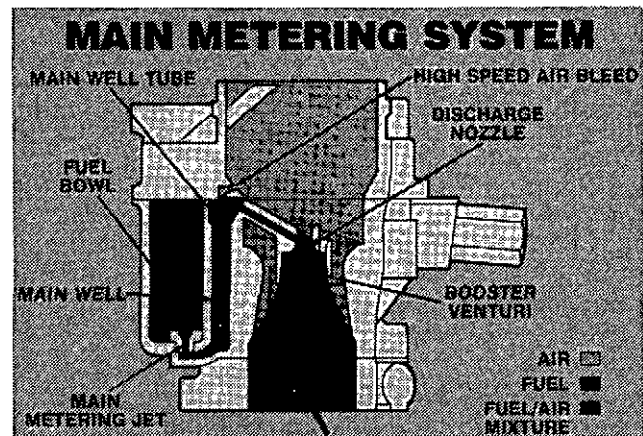 MAIN METERING SYSTEM
MAIN WELL TUBE
HIGH SPEED AIR BLEED
DISCHARGE
NOZZLE
FUEL
BOWL
MAIN WELL
BOOSTER
VENTURI
MAIN
METERING JET
AIR
FUEL
FUEL/AIR
MIXTURE